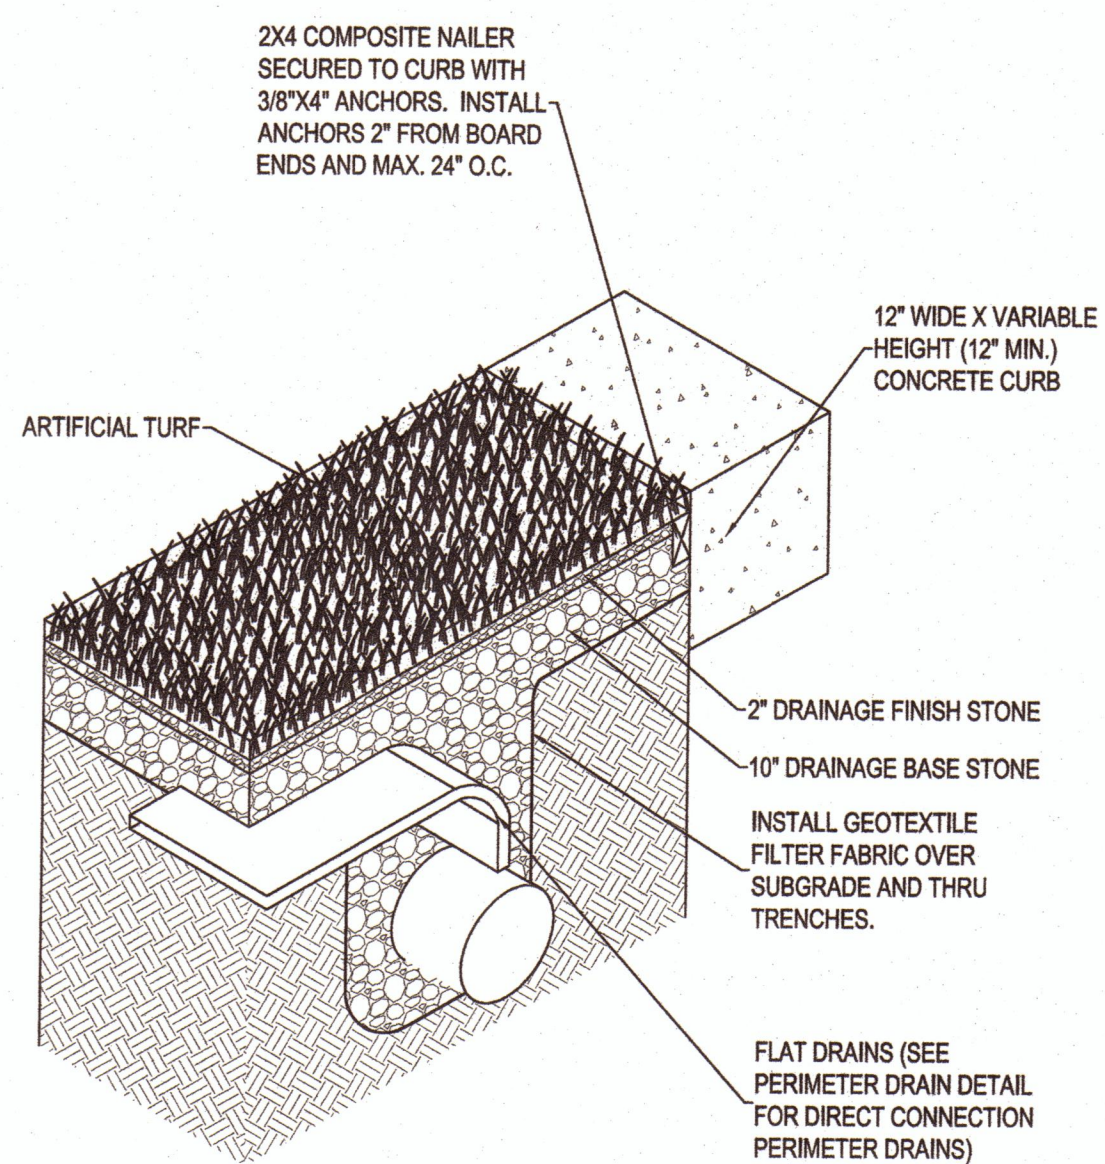 2X4 COMPOSITE NAILER
SECURED TO CURB WITH
3/8"X4" ANCHORS. INSTALL
ANCHORS 2" FROM BOARD
ENDS AND MAX. 24" O.C.
12" WIDE X VARIABLE
HEIGHT (12" MIN.)
CONCRETE CURB
ARTIFICIAL TURF
2" DRAINAGE FINISH STONE
10" DRAINAGE BASE STONE
INSTALL GEOTEXTILE
FILTER FABRIC OVER
SUBGRADE AND THRU
TRENCHES.
FLAT DRAINS (SEE
PERIMETER DRAIN DETAIL
FOR DIRECT CONNECTION
PERIMETER DRAINS)